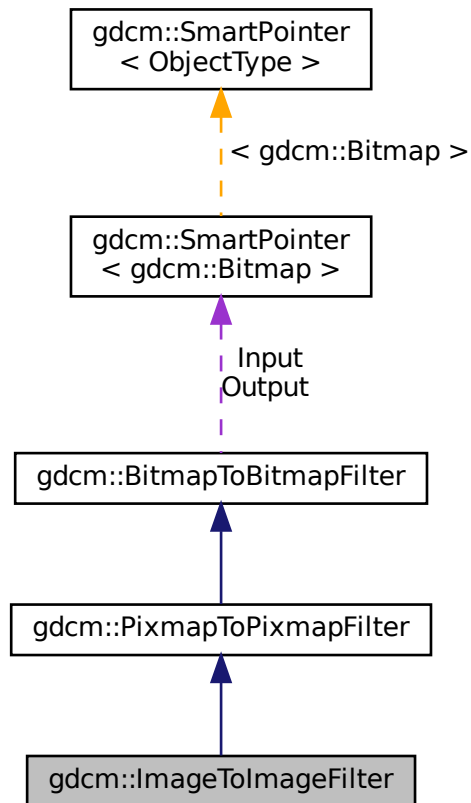 gdcm::SmartPointer
< ObjectType >
< gdcm::Bitmap >
gdcm::SmartPointer
< gdcm::Bitmap >
Input
Output
gdcm::BitmapToBitmapFilter
gdcm::PixmapToPixmapFilter
gdcm::ImageToImageFilter